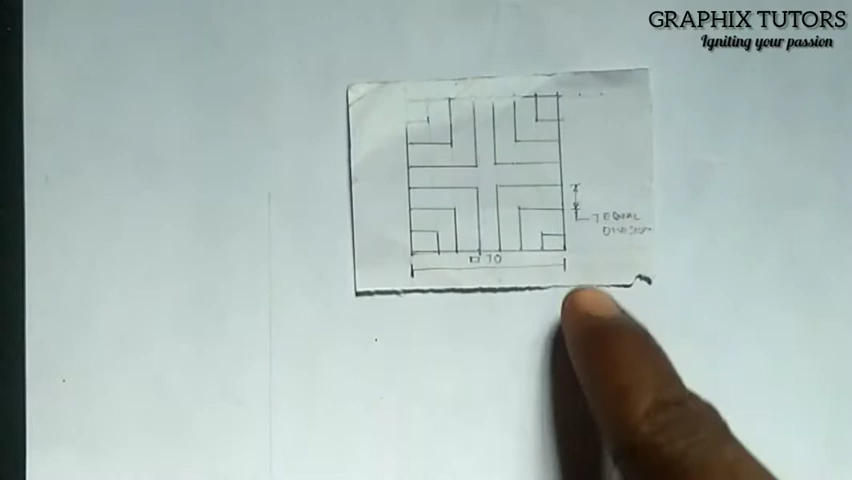 GRAPHIX TUTORS
Igniting your passion
7 EQUAL
DIVISION
□ 70